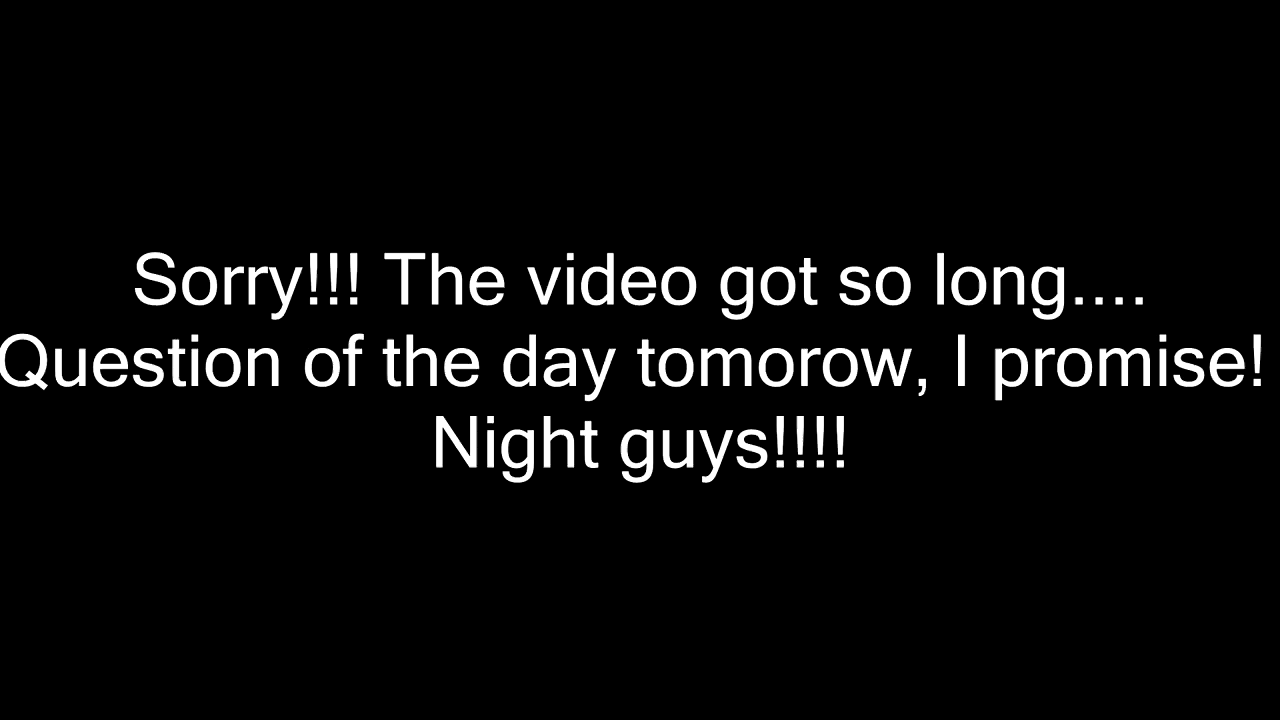 Sorry!!! The video got so long....
Question of the day tomorow, I promise!
Night guys!!!!